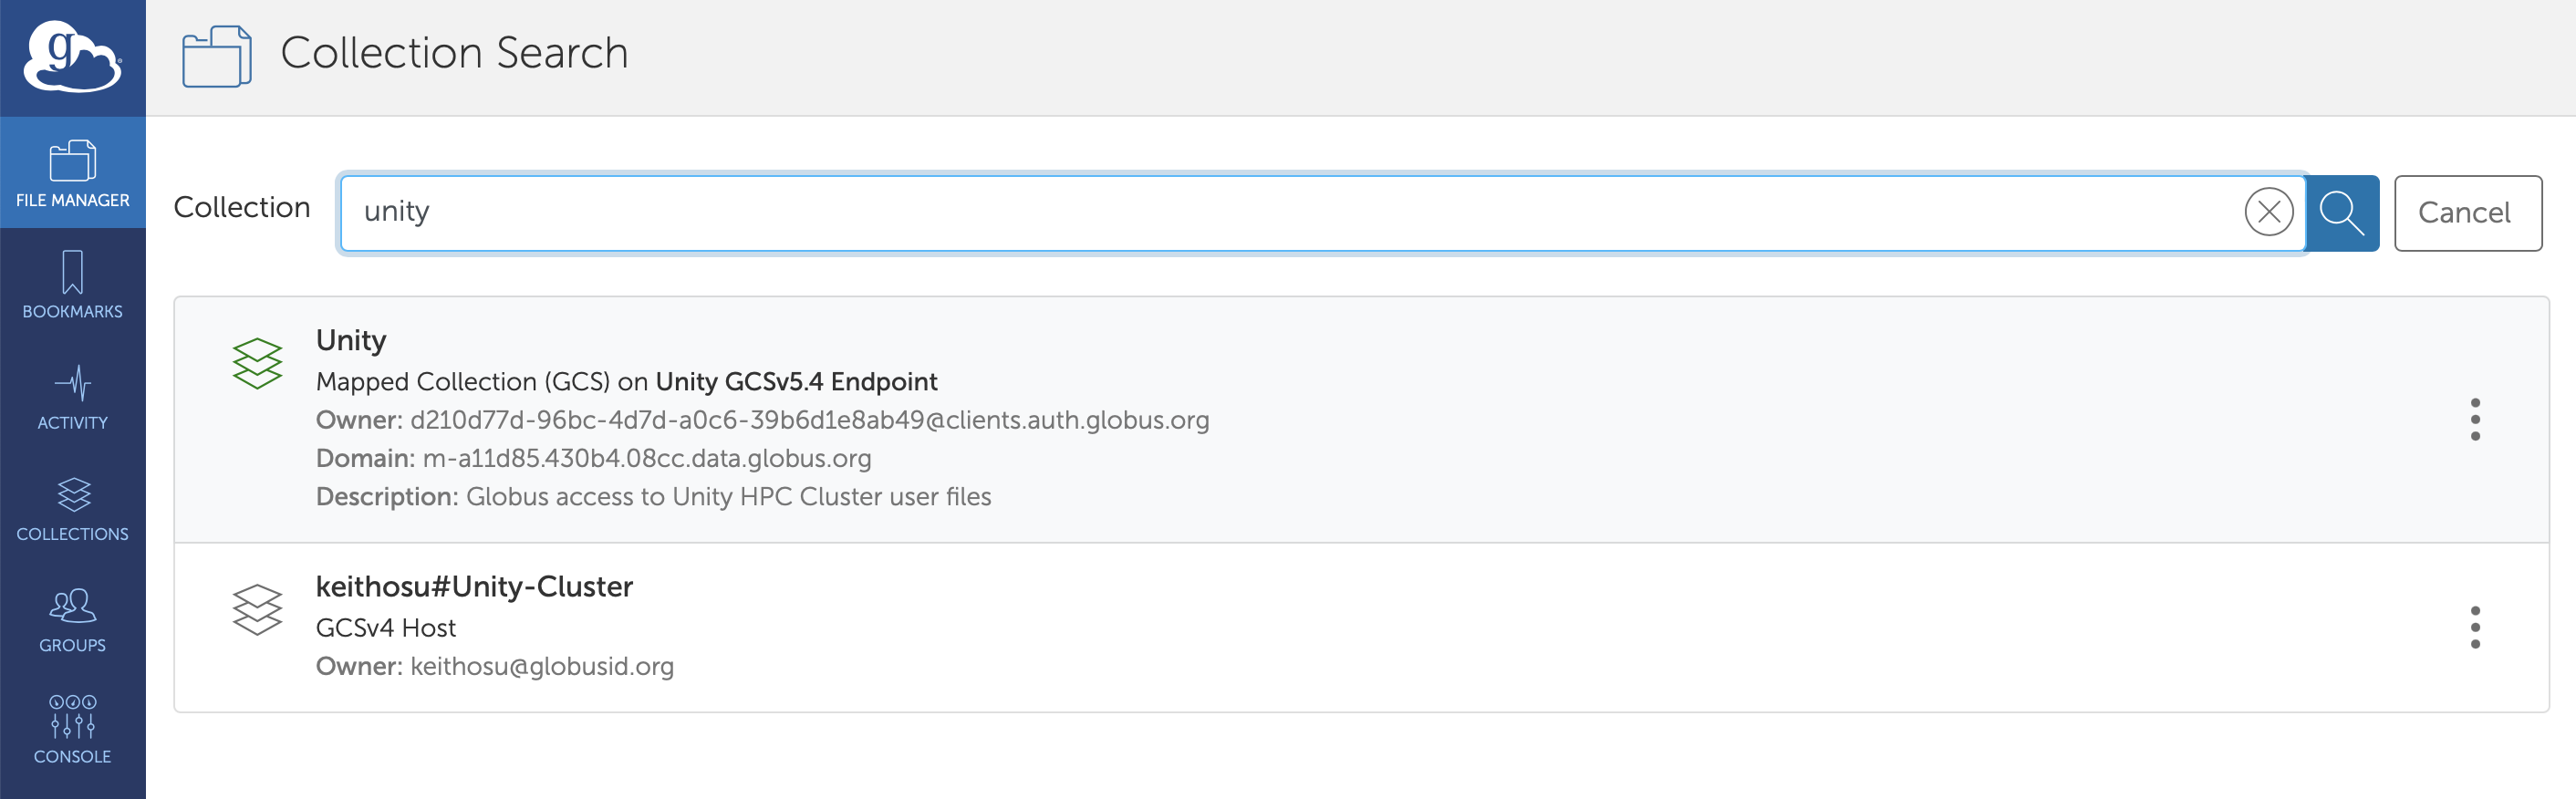 g
Collection Search
FILE MANAGER
BOOKMARKS
ACTIVITY
COLLECTIONS
GROUPS
CONSOLE
Collection
unity
Cancel
Unity
Mapped Collection (GCS) on Unity GCSv5.4 Endpoint
Owner: d210d77d-96bc-4d7d-a0c6-39b6d1e8ab49@clients.auth.globus.org
Domain: m-a11d85.430b4.08cc.data.globus.org
Description: Globus access to Unity HPC Cluster user files
keithosu#Unity-Cluster
GCSv4 Host
Owner: keithosu@globusid.org